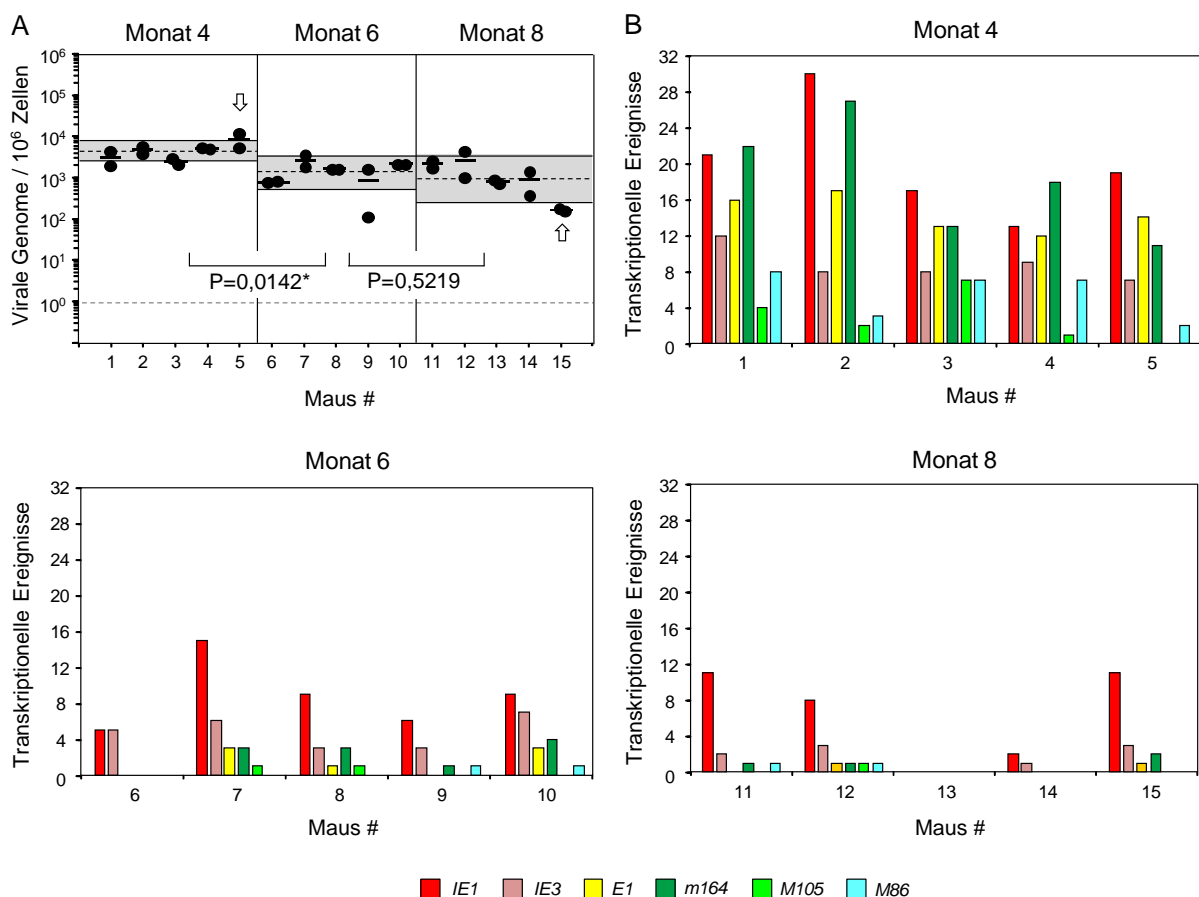 A
Monat 4
Monat 6
Monat 8
Virale Genome / 10⁶ Zellen
10⁶
10⁵
10⁴
10³
10²
10¹
10⁰
P=0,0142*
P=0,5219
1 2 3 4 5 6 7 8 9 10 11 12 13 14 15
Maus #
B
Monat 4
Transkriptionelle Ereignisse
32
28
24
20
16
12
8
4
0
1 2 3 4 5
Maus #
Monat 6
Transkriptionelle Ereignisse
32
28
24
20
16
12
8
4
0
6 7 8 9 10
Maus #
Monat 8
Transkriptionelle Ereignisse
32
28
24
20
16
12
8
4
0
11 12 13 14 15
Maus #
IE1 IE3 E1 m164 M105 M86